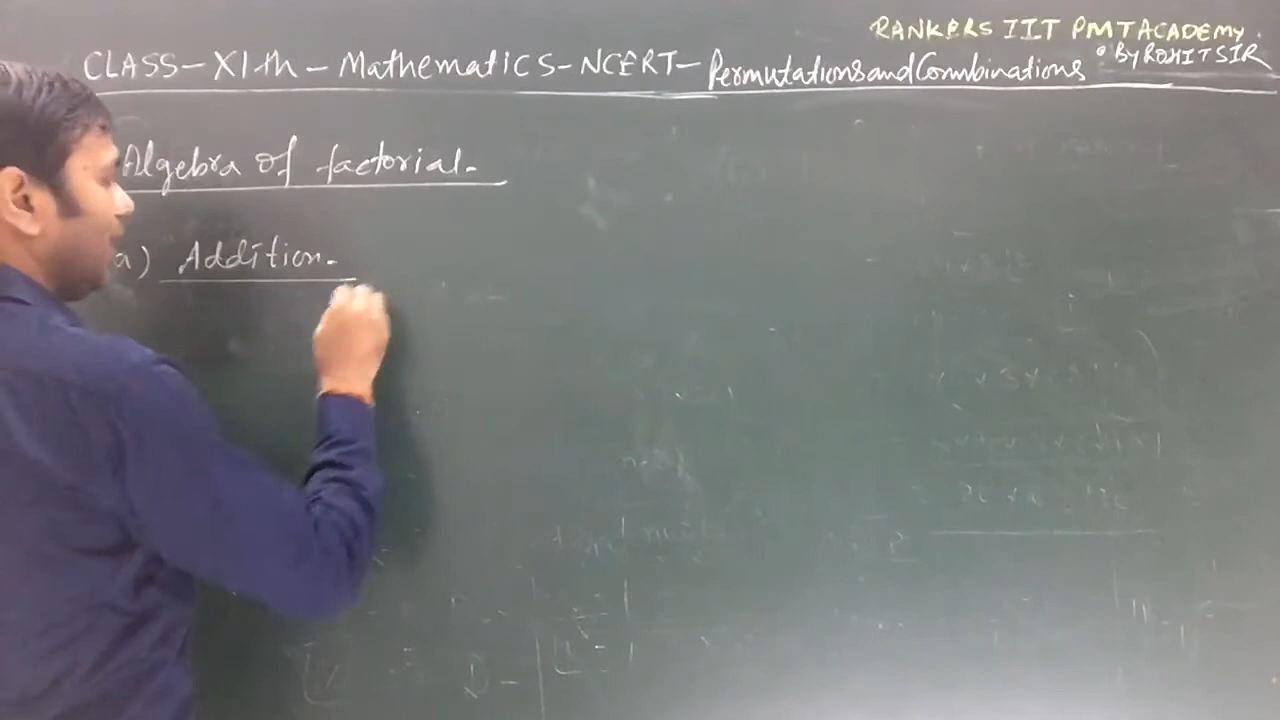 RANKERS IIT PMT ACADEMY.
CLASS-XIth-Mathematics-NCERT-Permutations and Combinations
By ROHIT SIR
Algebra of factorial.
a) Addition.